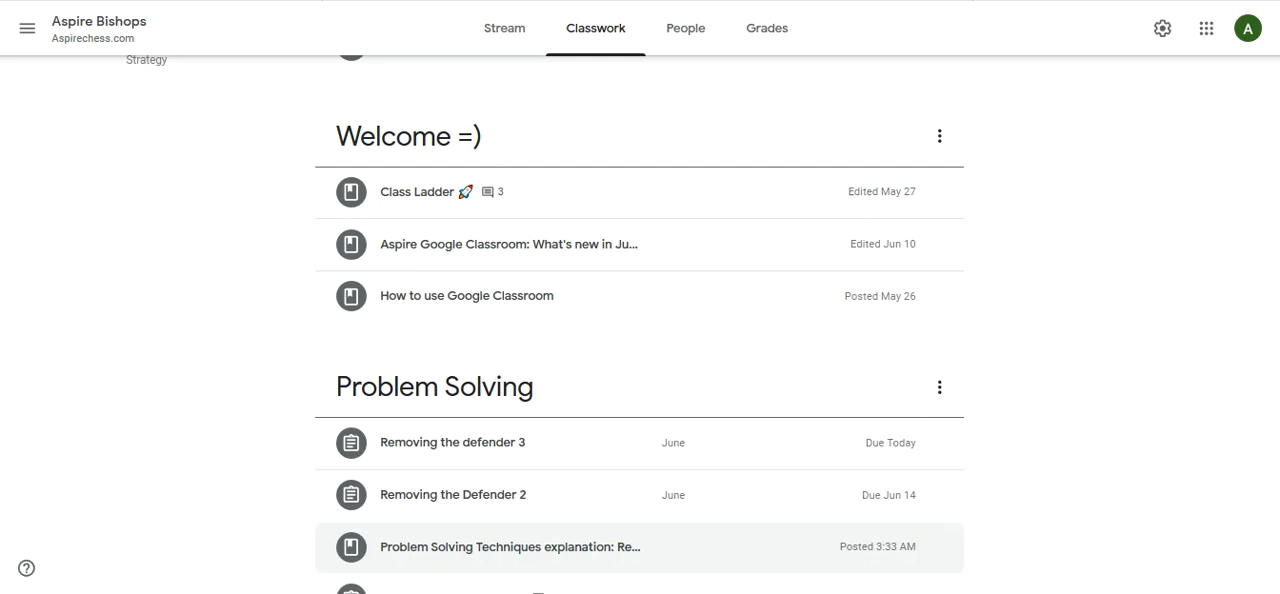 Aspire Bishops
Aspirechess.com
Stream
Classwork
People
Grades
A
Strategy
Welcome =)
Class Ladder 🚀 3
Edited May 27
Aspire Google Classroom: What's new in Ju...
Edited Jun 10
How to use Google Classroom
Posted May 26
Problem Solving
Removing the defender 3
June
Due Today
Removing the Defender 2
June
Due Jun 14
Problem Solving Techniques explanation: Re...
Posted 3:33 AM